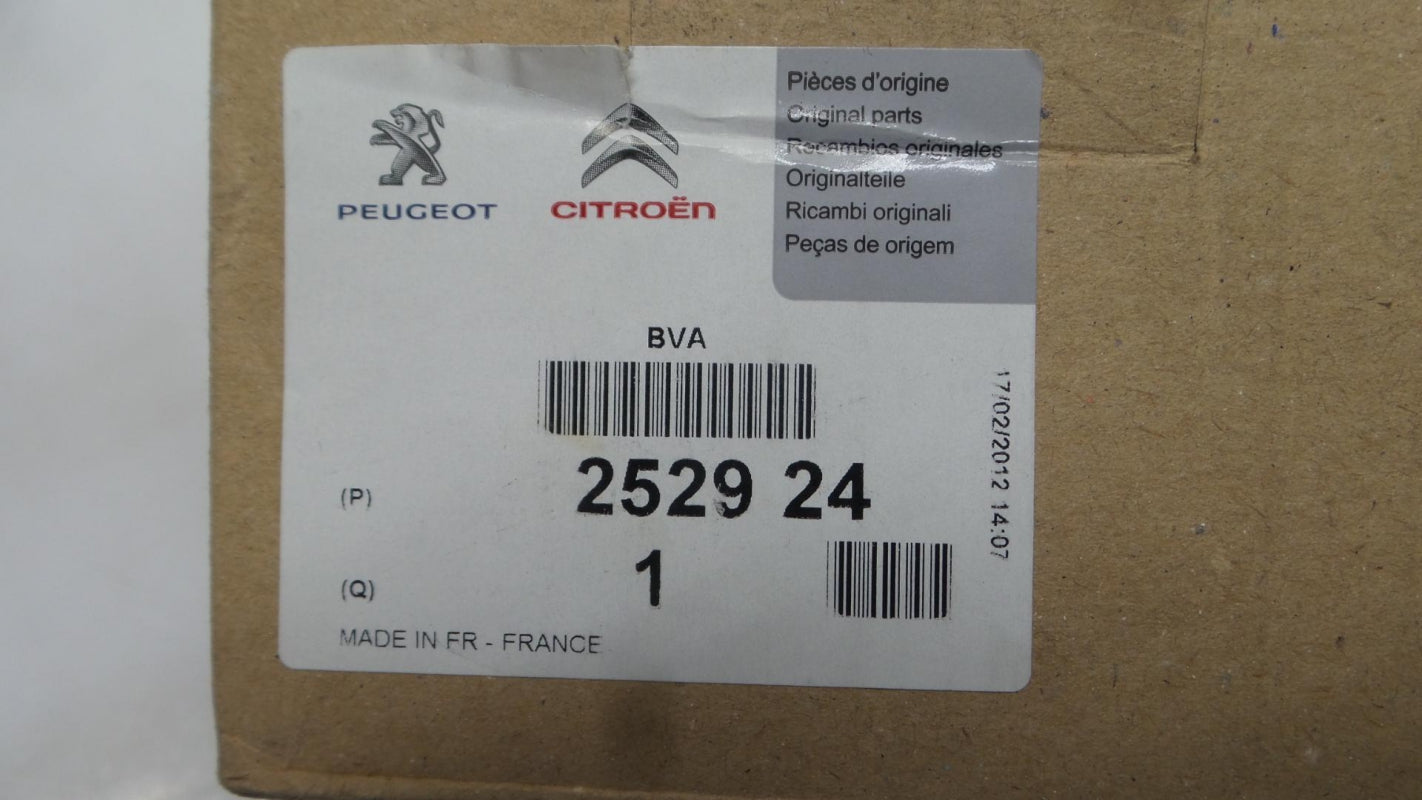 PEUGEOT
CITROËN
Pièces d'origine
Original parts
Recambios originales
Originalteile
Ricambi originali
Peças de origem
BVA
(P) 2529 24
(Q) 1
MADE IN FR - FRANCE
17/02/2012 14:07